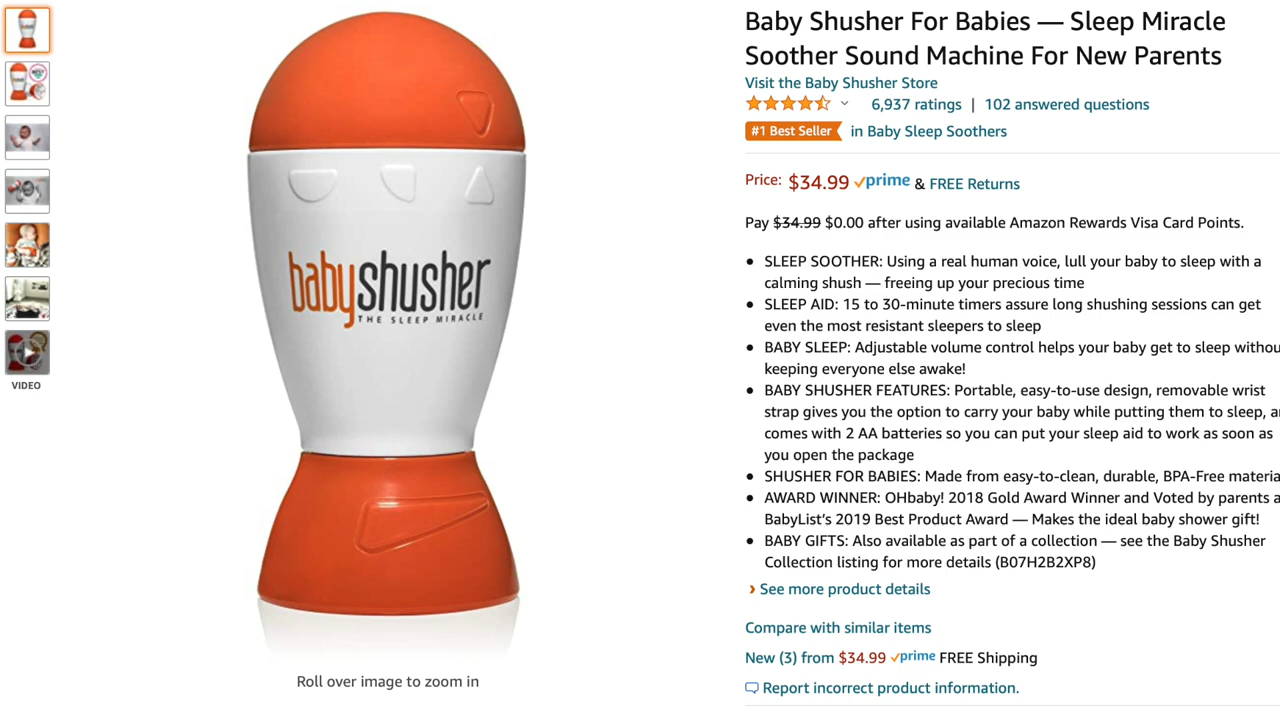 Baby Shusher For Babies — Sleep Miracle
Soother Sound Machine For New Parents
Visit the Baby Shusher Store
6,937 ratings | 102 answered questions
#1 Best Seller in Baby Sleep Soothers
Price: $34.99 prime & FREE Returns
Pay $34.99 $0.00 after using available Amazon Rewards Visa Card Points.
● SLEEP SOOTHER: Using a real human voice, lull your baby to sleep with a
calming shush — freeing up your precious time
● SLEEP AID: 15 to 30-minute timers assure long shushing sessions can get
even the most resistant sleepers to sleep
● BABY SLEEP: Adjustable volume control helps your baby get to sleep withou
keeping everyone else awake!
● BABY SHUSHER FEATURES: Portable, easy-to-use design, removable wrist
strap gives you the option to carry your baby while putting them to sleep, a
comes with 2 AA batteries so you can put your sleep aid to work as soon as
you open the package
● SHUSHER FOR BABIES: Made from easy-to-clean, durable, BPA-Free materia
● AWARD WINNER: OHbaby! 2018 Gold Award Winner and Voted by parents a
BabyList's 2019 Best Product Award — Makes the ideal baby shower gift!
● BABY GIFTS: Also available as part of a collection — see the Baby Shusher
Collection listing for more details (B07H2B2XP8)
› See more product details
Compare with similar items
New (3) from $34.99 prime FREE Shipping
Report incorrect product information.
babyshusher
THE SLEEP MIRACLE
VIDEO
Roll over image to zoom in